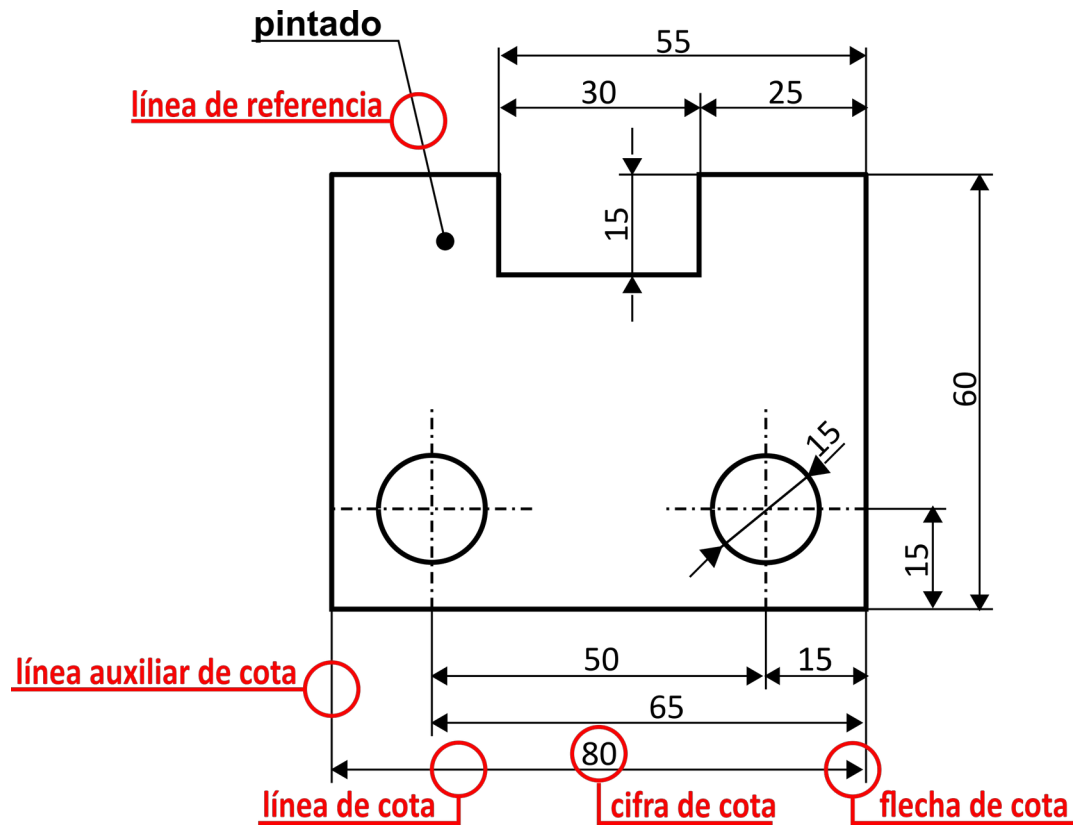 pintado
55
línea de referencia
30
25
15
60
15
15
línea auxiliar de cota
50
15
65
80
línea de cota
cifra de cota
flecha de cota